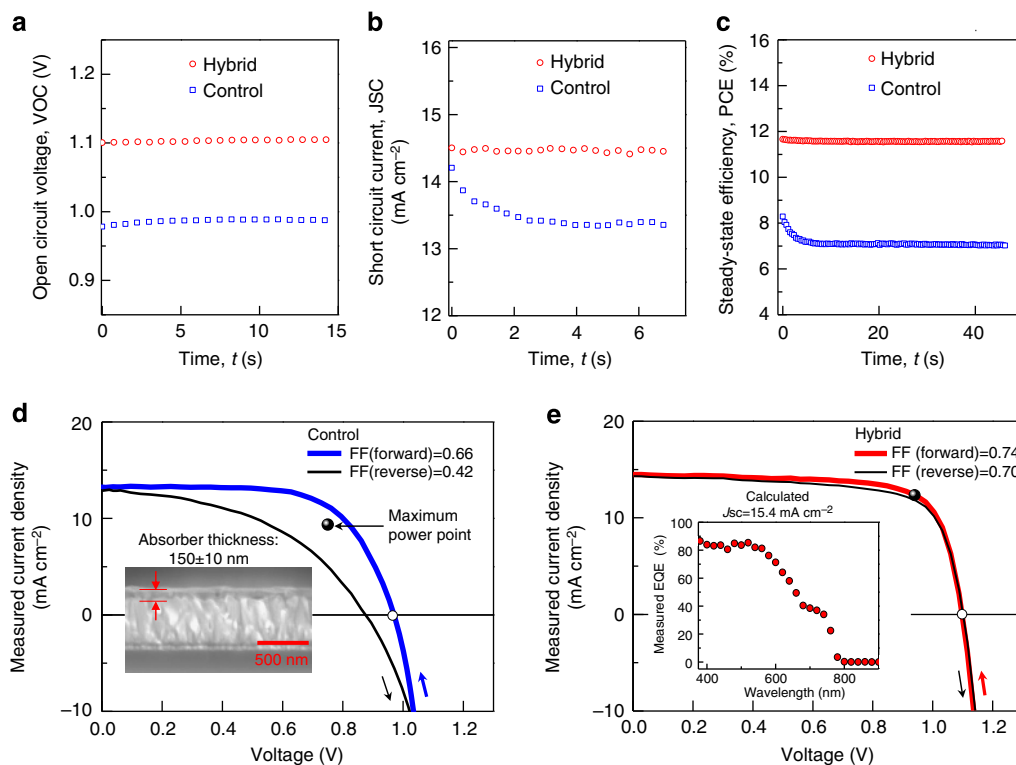 a
Open circuit voltage, VOC (V)
1.2
1.1
1.0
0.9
Hybrid
Control
0
5
10
15
Time, t (s)
b
Short circuit current, JSC
(mA cm⁻²)
16
15
14
13
12
Hybrid
Control
0
2
4
6
Time, t (s)
c
Steady-state efficiency, PCE (%)
16
14
12
10
8
6
4
Hybrid
Control
0
20
40
Time, t (s)
d
Measured current density
(mA cm⁻²)
20
10
0
−10
Control
FF(forward)=0.66
FF(reverse)=0.42
Maximum
power point
Absorber thickness:
150±10 nm
500 nm
0.0
0.4
0.8
1.2
Voltage (V)
e
Measured current density
(mA cm⁻²)
20
10
0
−10
Hybrid
FF (forward)=0.74
FF (reverse)=0.70
Calculated
Jsc=15.4 mA cm⁻²
Measured EQE (%)
100
80
60
40
20
0
400
600
800
Wavelength (nm)
0.0
0.2
0.4
0.6
0.8
1.0
1.2
Voltage (V)